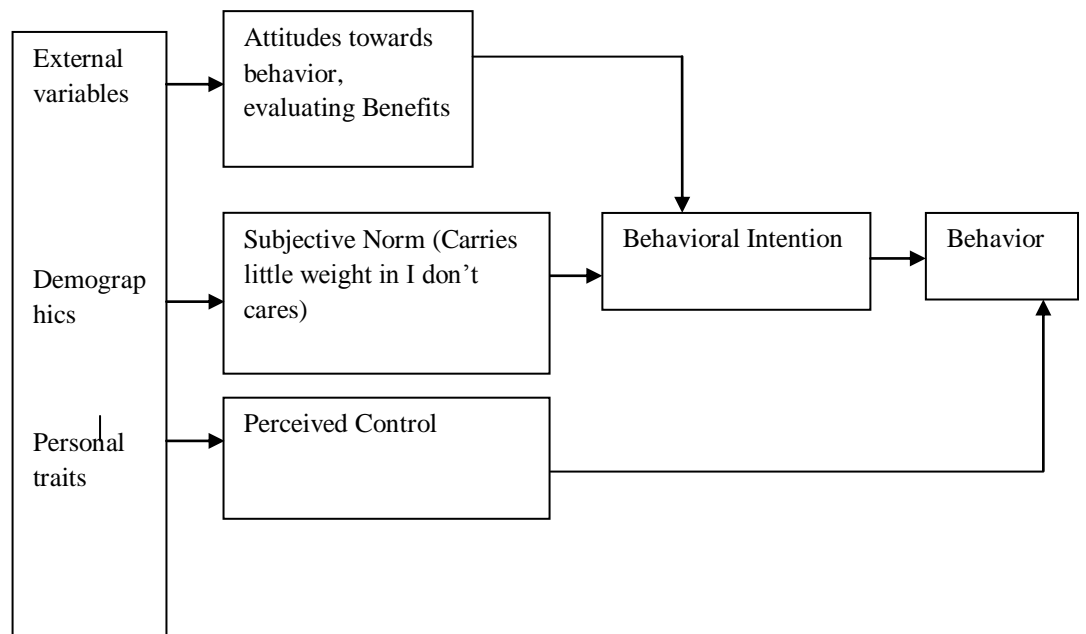 External
variables
Demograp
hics
Personal
traits
Attitudes towards
behavior,
evaluating Benefits
Subjective Norm (Carries
little weight in I don’t
cares)
Perceived Control
Behavioral Intention
Behavior